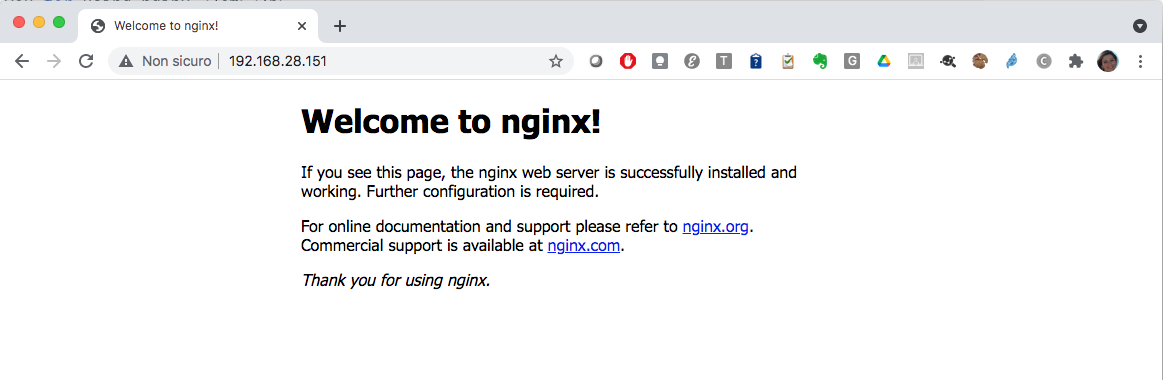 Welcome to nginx!
Non sicuro | 192.168.28.151
Welcome to nginx!
If you see this page, the nginx web server is successfully installed and
working. Further configuration is required.
For online documentation and support please refer to nginx.org.
Commercial support is available at nginx.com.
Thank you for using nginx.